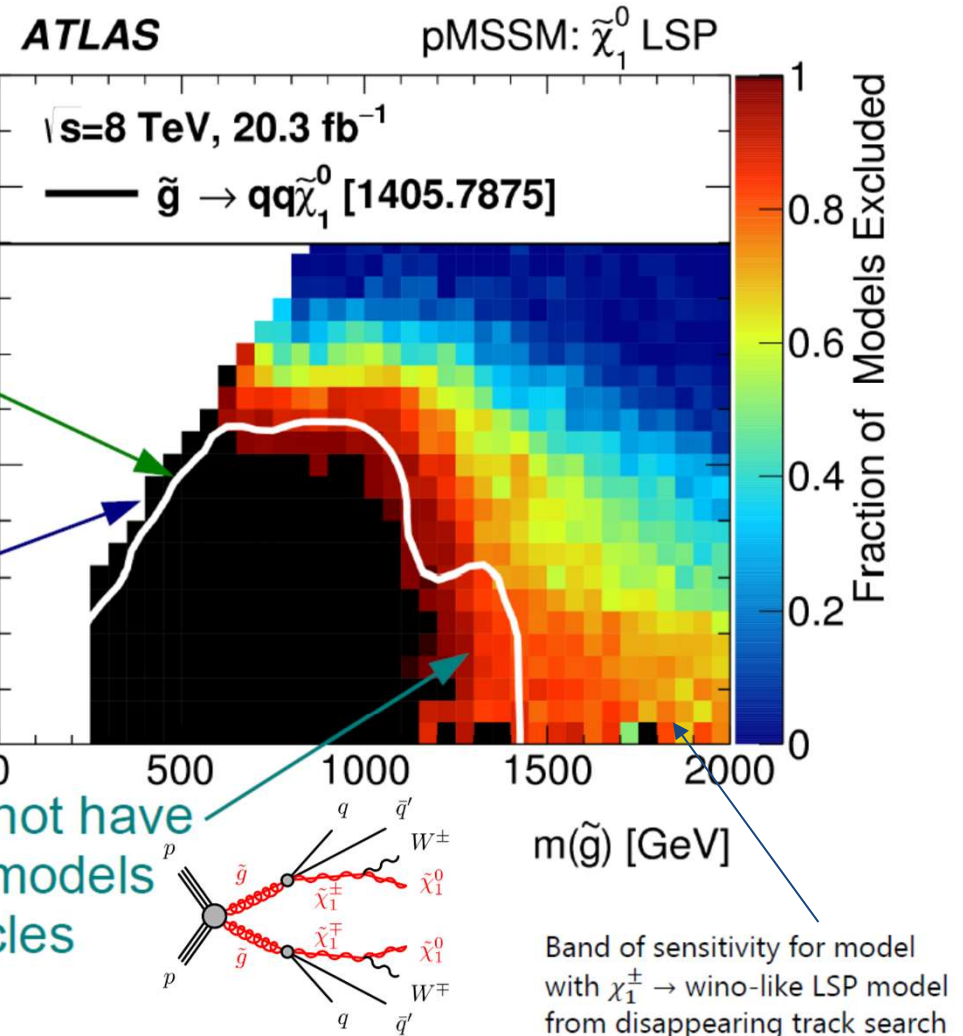 ATLAS
pMSSM: χ̃₁⁰ LSP
√s=8 TeV, 20.3 fb⁻¹
g̃ → qqχ̃₁⁰ [1405.7875]
1
0.8
0.6
0.4
0.2
0
Fraction of Models Excluded
0 500 1000 1500 2000
m(g̃) [GeV]
not have
models
cles
p
p
g̃
g̃
q
q̄′
W±
χ̃₁±
χ̃₁⁰
χ̃₁∓
χ̃₁⁰
W∓
q
q̄′
Band of sensitivity for model
with χ₁± → wino-like LSP model
from disappearing track search